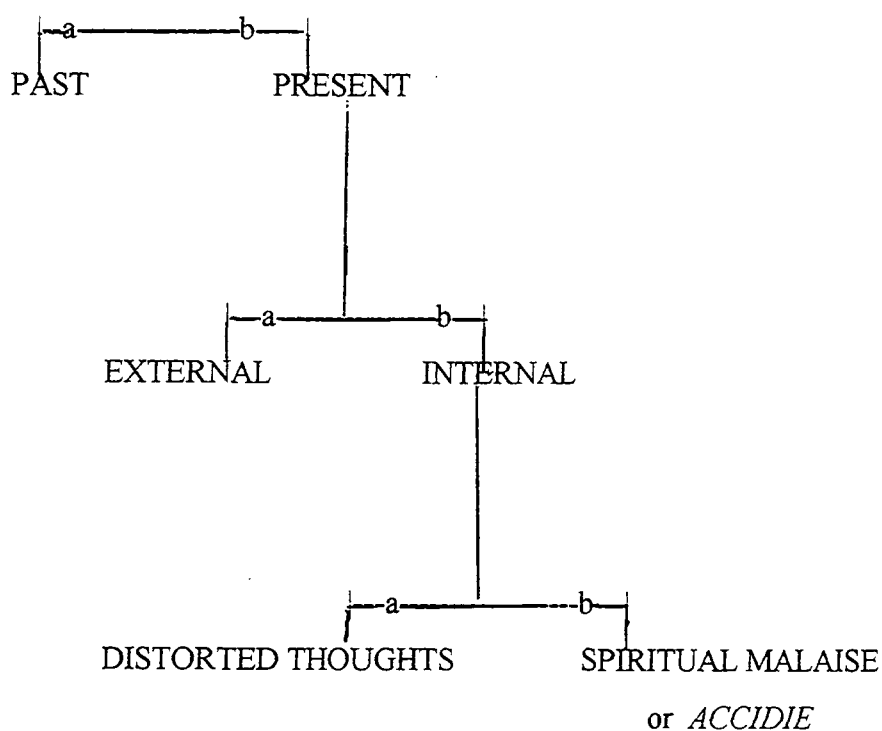 a b
PAST PRESENT
a b
EXTERNAL INTERNAL
a b
DISTORTED THOUGHTS SPIRITUAL MALAISE
or ACCIDIE